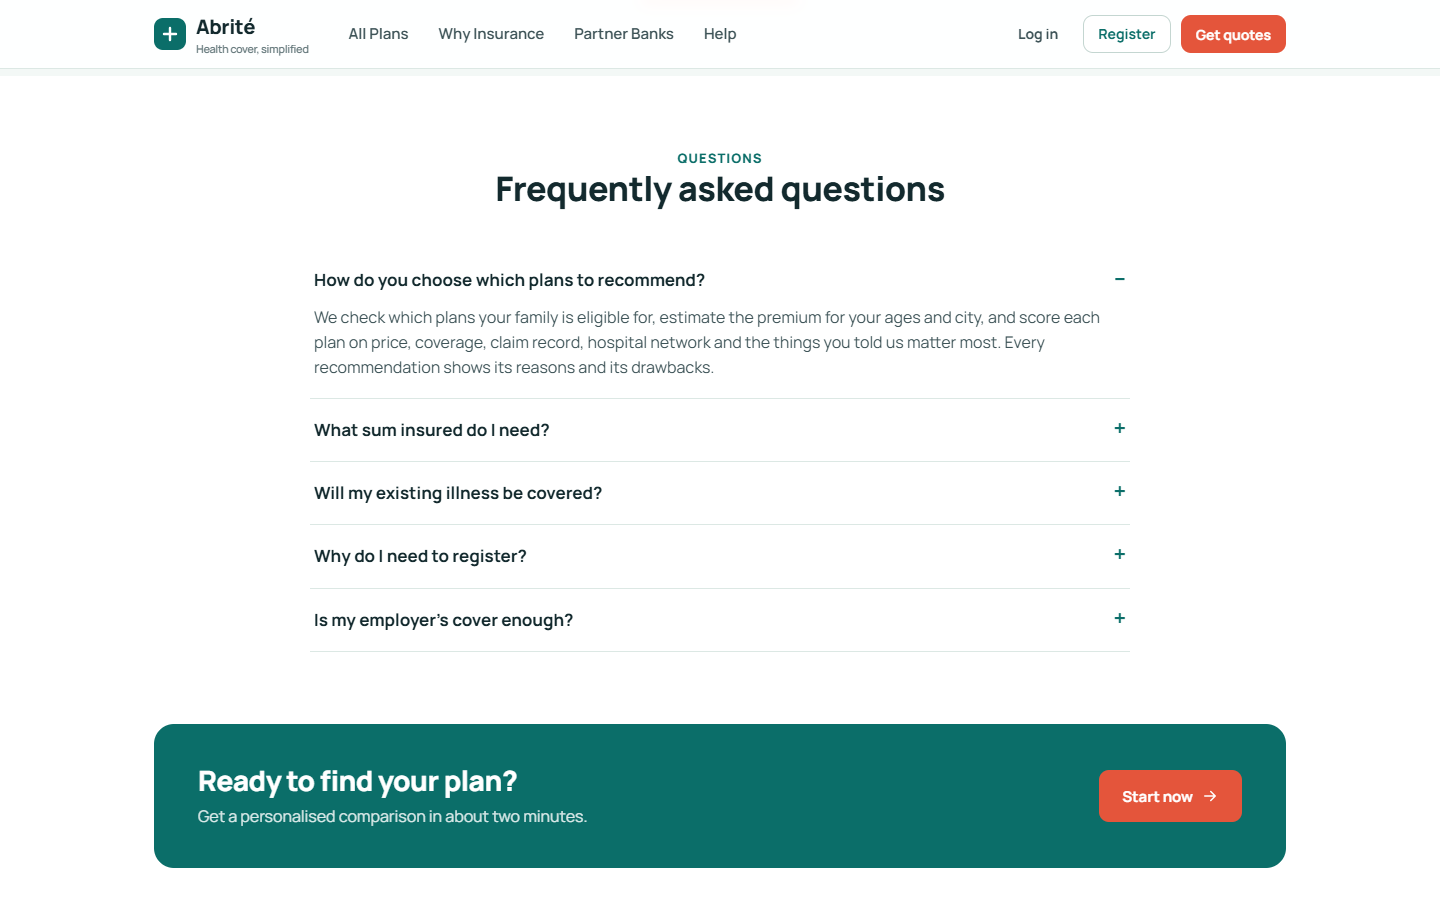 Abrité
Health cover, simplified
All Plans
Why Insurance
Partner Banks
Help
Log in
Register
Get quotes
QUESTIONS
Frequently asked questions
How do you choose which plans to recommend?
We check which plans your family is eligible for, estimate the premium for your ages and city, and score each
plan on price, coverage, claim record, hospital network and the things you told us matter most. Every
recommendation shows its reasons and its drawbacks.
What sum insured do I need?
Will my existing illness be covered?
Why do I need to register?
Is my employer’s cover enough?
Ready to find your plan?
Get a personalised comparison in about two minutes.
Start now →